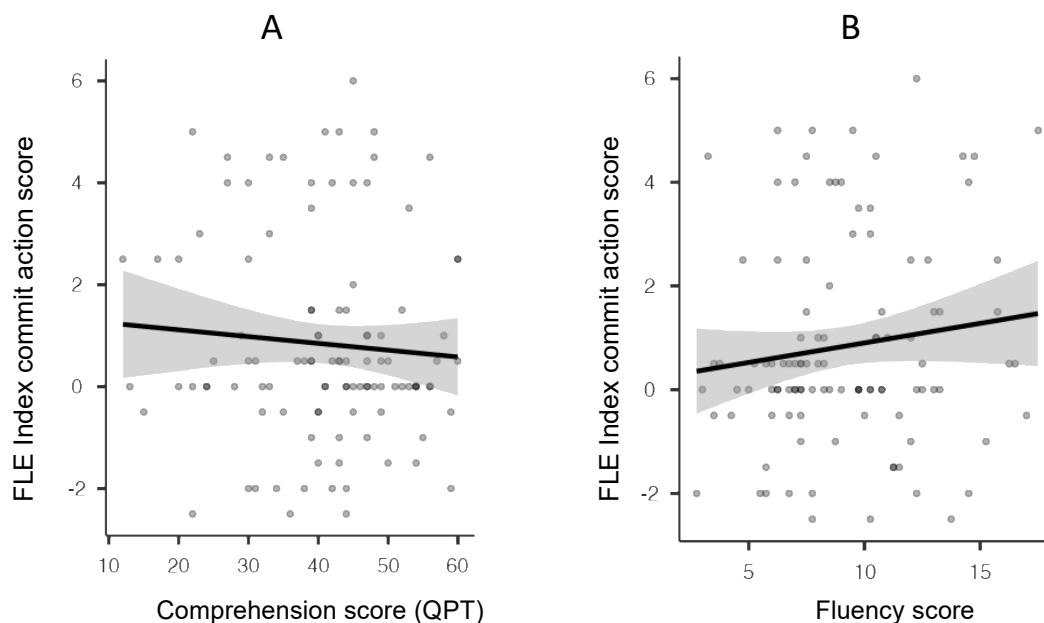 A
FLE Index commit action score
6
4
2
0
-2
10 20 30 40 50 60
Comprehension score (QPT)
B
FLE Index commit action score
6
4
2
0
-2
5 10 15
Fluency score